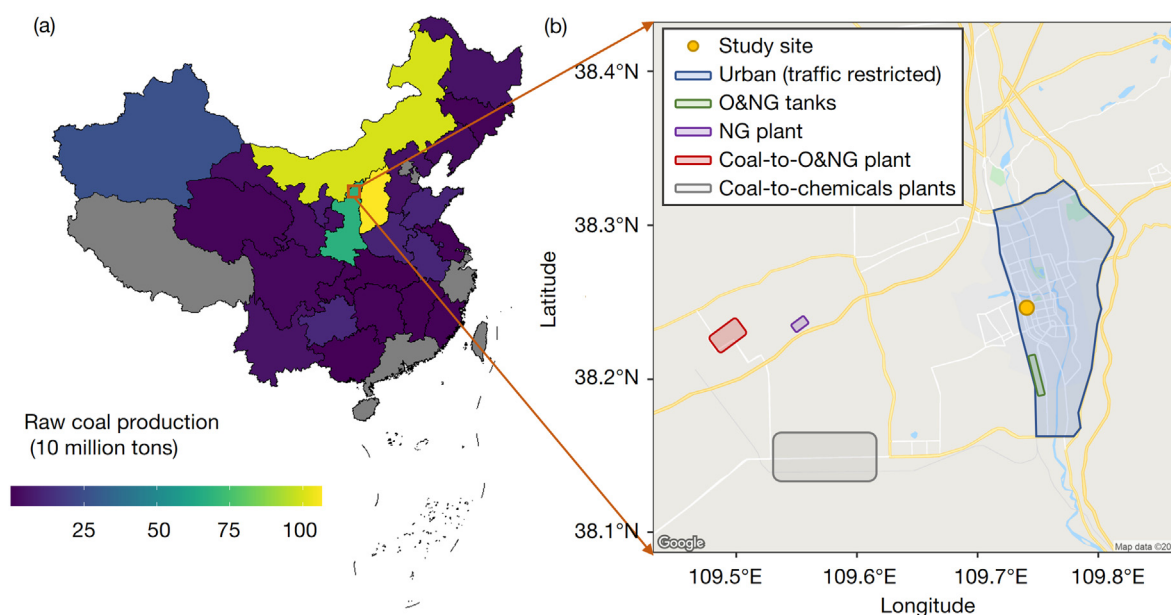 (a)
Raw coal production
(10 million tons)
25 50 75 100
(b)
Study site
Urban (traffic restricted)
O&NG tanks
NG plant
Coal-to-O&NG plant
Coal-to-chemicals plants
Latitude
38.4°N
38.3°N
38.2°N
38.1°N
Google
Map data ©20
109.5°E 109.6°E 109.7°E 109.8°E
Longitude